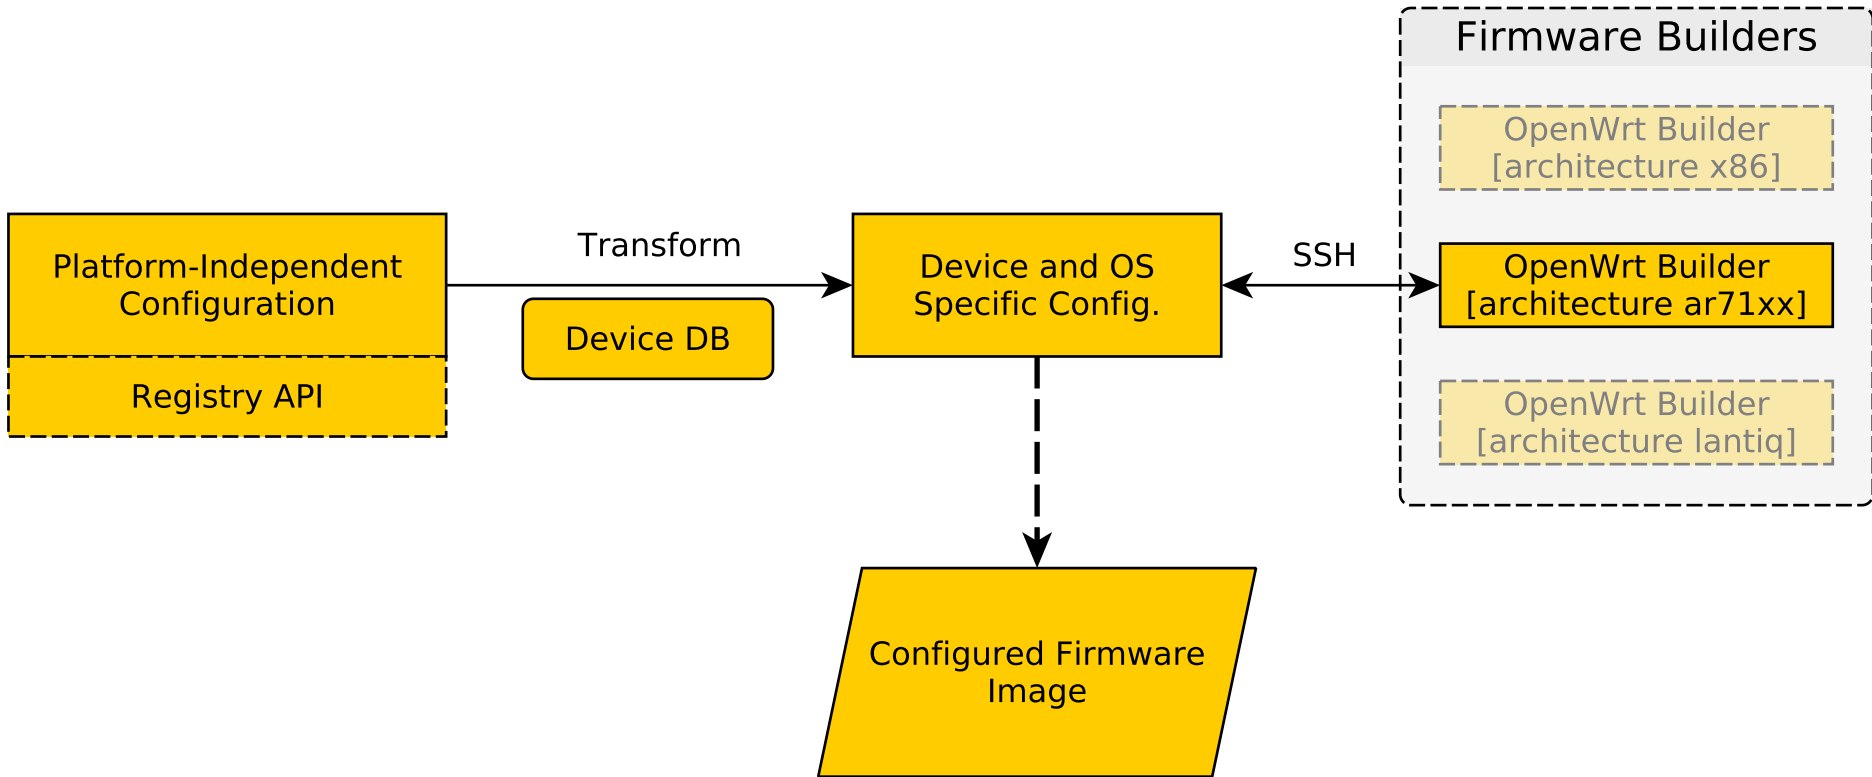 Firmware Builders
OpenWrt Builder
[architecture x86]
Platform-Independent
Configuration
Registry API
Transform
Device DB
Device and OS
Specific Config.
SSH
OpenWrt Builder
[architecture ar71xx]
OpenWrt Builder
[architecture lantiq]
Configured Firmware
Image